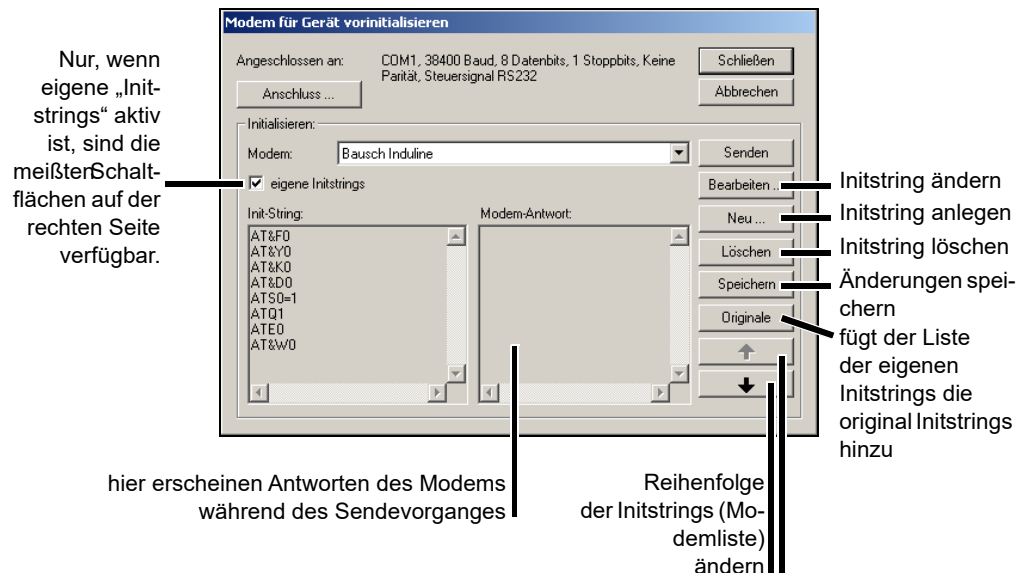 Modem für Gerät vorinitialisieren
Angeschlossen an:
COM1, 38400 Baud, 8 Datenbits, 1 Stoppbits, Keine
Parität, Steuersignal RS232
Schließen
Anschluss ...
Abbrechen
Initialisieren:
Modem:
Bausch Induline
Senden
eigene Initstrings
Bearbeiten ..
Init-String:
Modem-Antwort:
Neu ...
AT&F0
AT&Y0
AT&K0
AT&D0
ATS0=1
ATQ1
ATE0
AT&W0
Löschen
Speichern
Originale
Nur, wenn
eigene „Init-
strings“ aktiv
ist, sind die
meißtenSchalt-
flächen auf der
rechten Seite
verfügbar.
Initstring ändern
Initstring anlegen
Initstring löschen
Änderungen spei-
chern
fügt der Liste
der eigenen
Initstrings die
original Initstrings
hinzu
hier erscheinen Antworten des Modems
während des Sendevorganges
Reihenfolge
der Initstrings (Mo-
demliste)
ändern